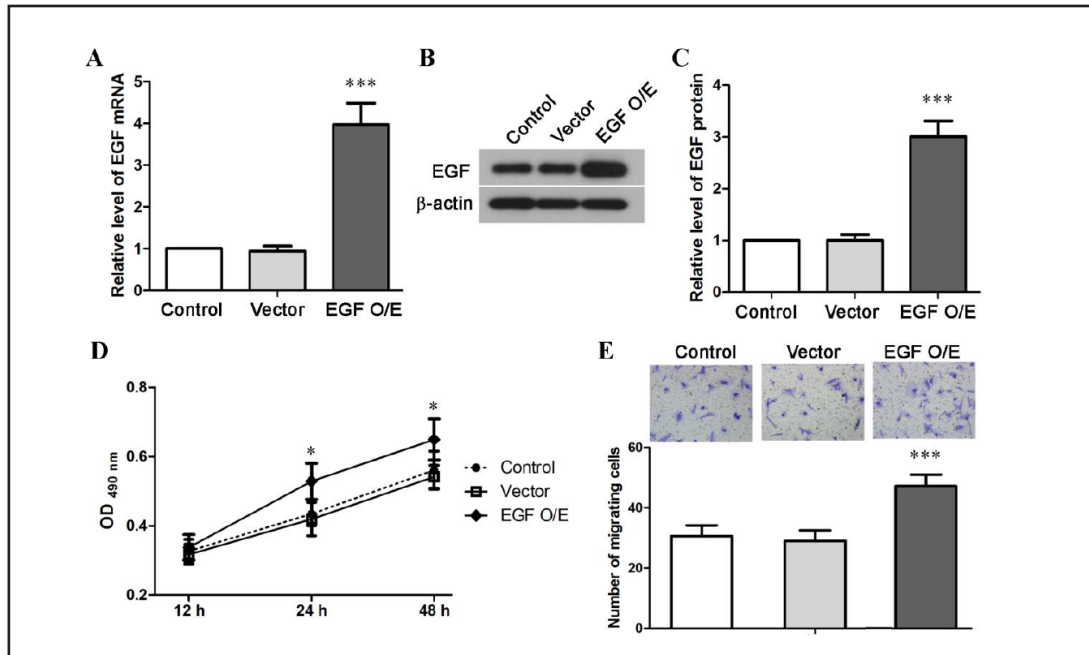 A
Relative level of EGF mRNA
5
4
3
2
1
0
***
Control Vector EGF O/E
B
Control Vector EGF O/E
EGF
β-actin
C
Relative level of EGF protein
4
3
2
1
0
***
Control Vector EGF O/E
D
OD 490 nm
0.8
0.6
0.4
0.2
*
*
12 h 24 h 48 h
Control
Vector
EGF O/E
E
Control Vector EGF O/E
Number of migrating cells
60
40
20
0
***